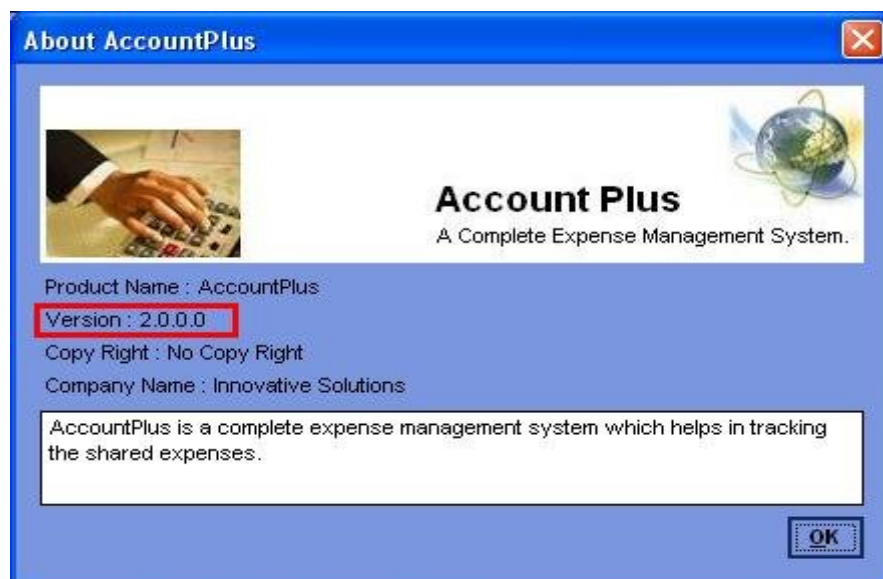 About AccountPlus
Account Plus
A Complete Expense Management System.
Product Name : AccountPlus
Version : 2.0.0.0
Copy Right : No Copy Right
Company Name : Innovative Solutions
AccountPlus is a complete expense management system which helps in tracking
the shared expenses.
OK